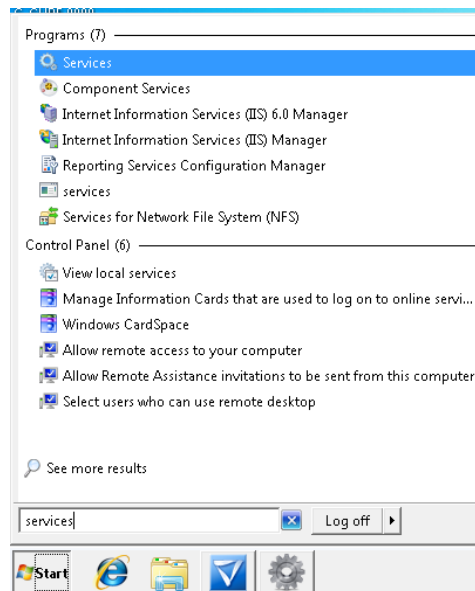 Programs (7)
Services
Component Services
Internet Information Services (IIS) 6.0 Manager
Internet Information Services (IIS) Manager
Reporting Services Configuration Manager
services
Services for Network File System (NFS)
Control Panel (6)
View local services
Manage Information Cards that are used to log on to online servi...
Windows CardSpace
Allow remote access to your computer
Allow Remote Assistance invitations to be sent from this computer
Select users who can use remote desktop
See more results
services
Log off
Start